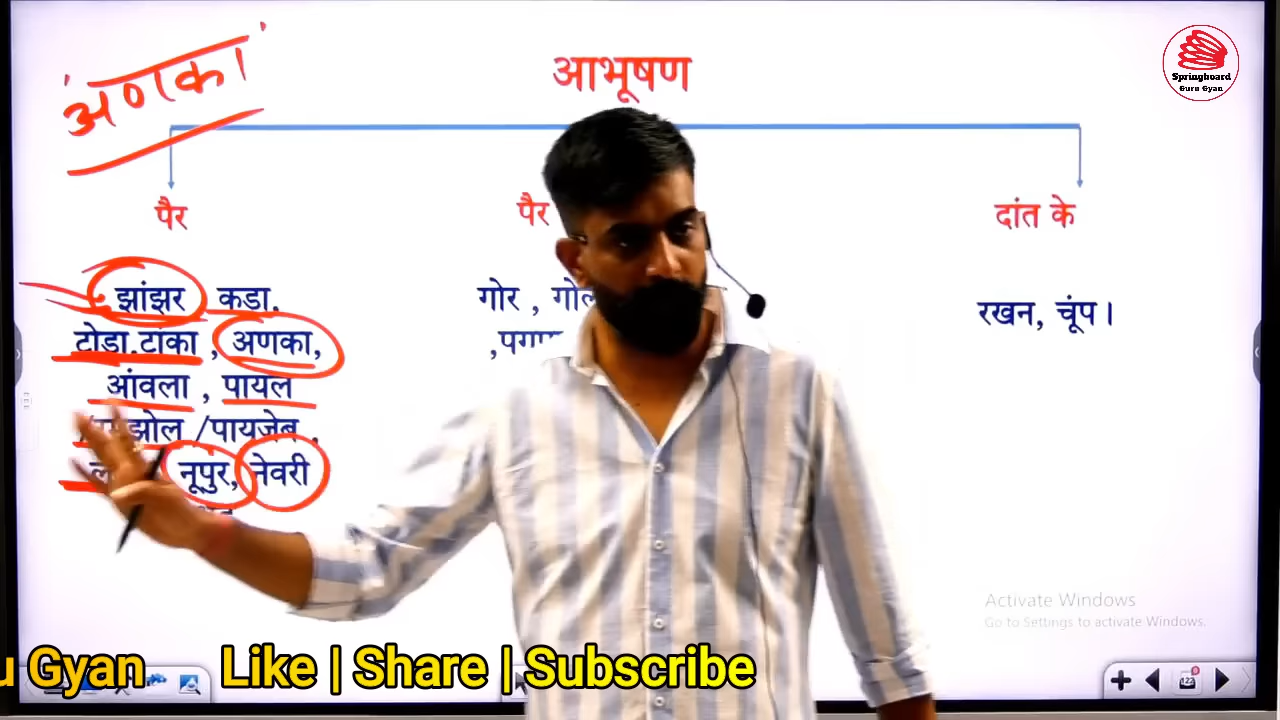 'अणका'
आभूषण
Springboard
Guru Gyan
पैर
पैर
दांत के
झांझर , कडा,
टोडा,टांका , अणका,
आंवला , पायल
/पायजेब ,
नूपुर, नेवरी
गोर ,
रखन, चूंप।
Activate Windows
Go to Settings to activate Windows.
Gyan Like | Share | Subscribe
122